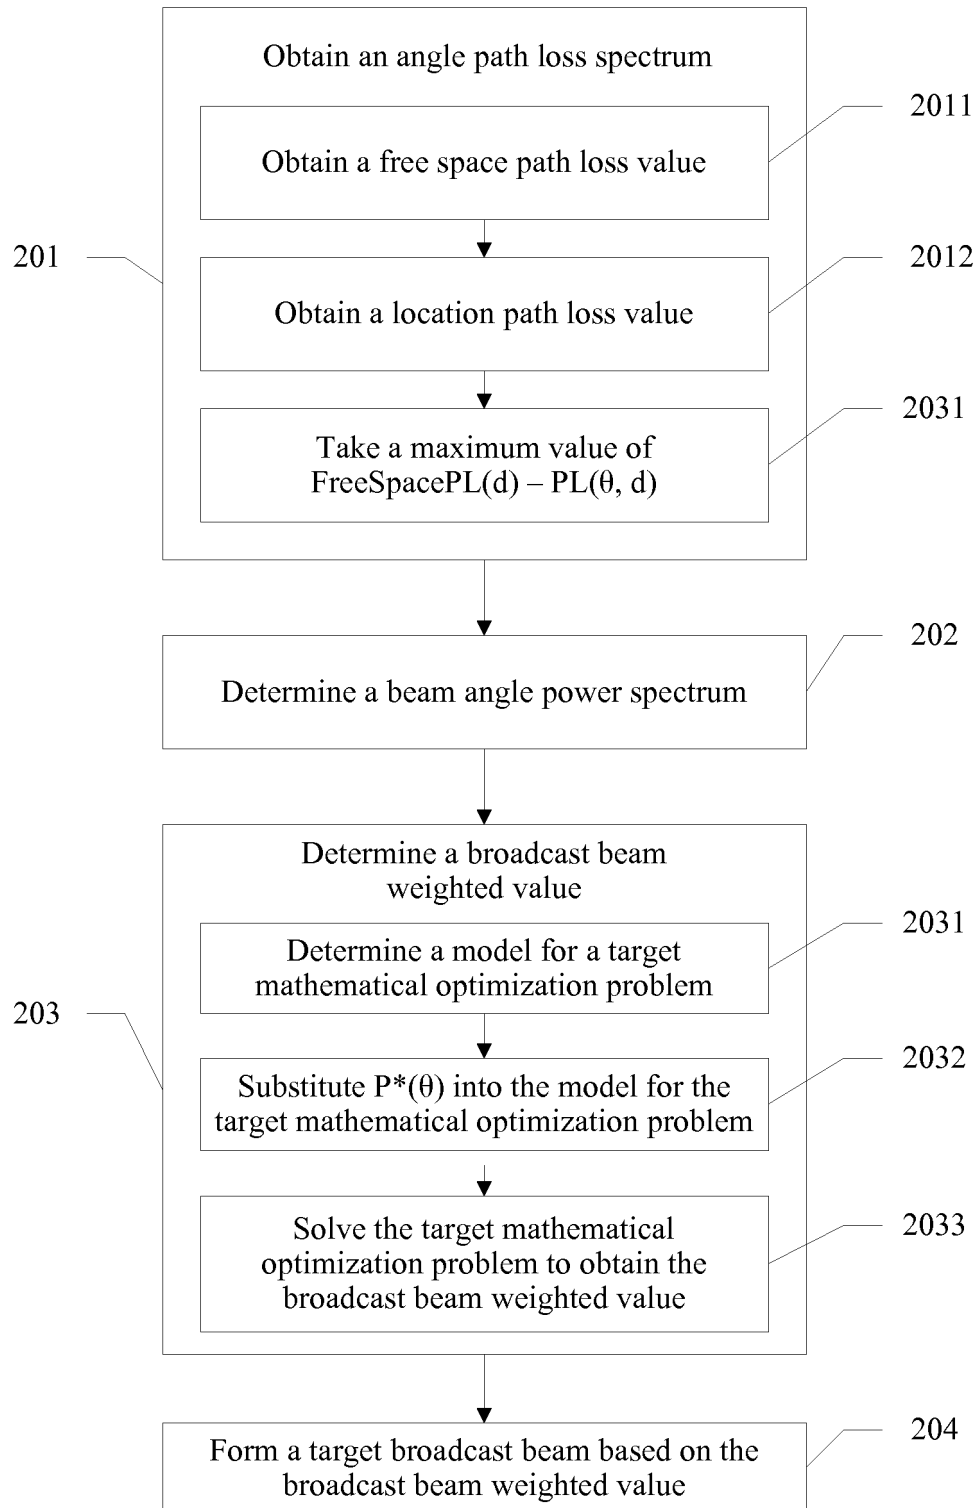 Obtain an angle path loss spectrum
2011
Obtain a free space path loss value
201
2012
Obtain a location path loss value
2031
Take a maximum value of
FreeSpacePL(d) – PL(θ, d)
202
Determine a beam angle power spectrum
Determine a broadcast beam
weighted value
2031
Determine a model for a target
mathematical optimization problem
203
2032
Substitute P*(θ) into the model for the
target mathematical optimization problem
2033
Solve the target mathematical
optimization problem to obtain the
broadcast beam weighted value
204
Form a target broadcast beam based on the
broadcast beam weighted value